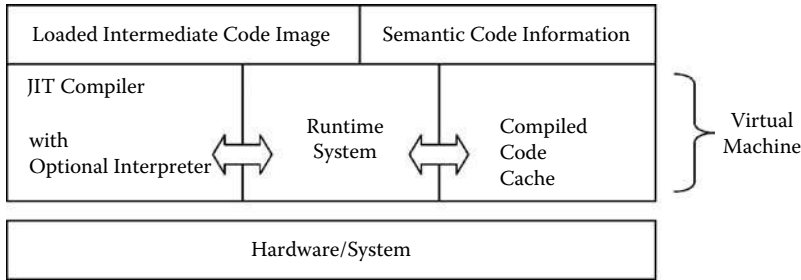 Loaded Intermediate Code Image
Semantic Code Information
JIT Compiler
with
Optional Interpreter
Runtime
System
Compiled
Code
Cache
Virtual
Machine
Hardware/System